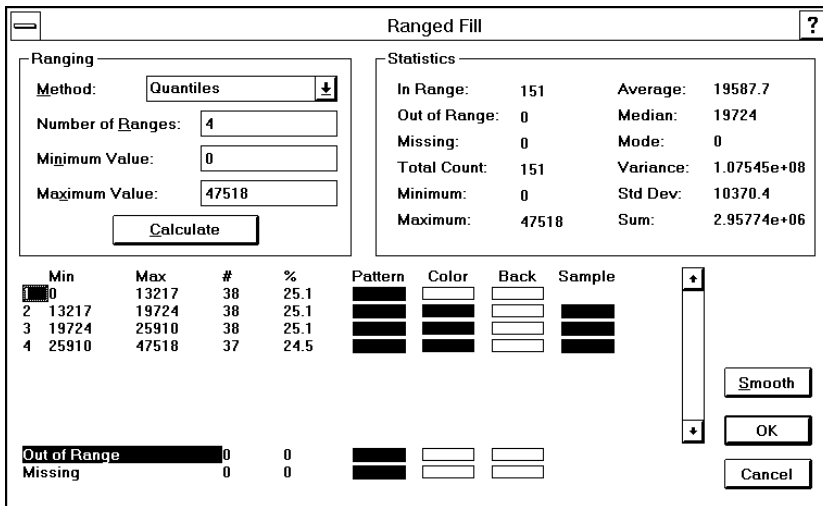 Ranged Fill
?
Ranging
Method: Quantiles
Number of Ranges: 4
Minimum Value: 0
Maximum Value: 47518
Calculate
Statistics
In Range: 151 Average: 19587.7
Out of Range: 0 Median: 19724
Missing: 0 Mode: 0
Total Count: 151 Variance: 1.07545e+08
Minimum: 0 Std Dev: 10370.4
Maximum: 47518 Sum: 2.95774e+06
Min Max # % Pattern Color Back Sample
1 0 13217 38 25.1
2 13217 19724 38 25.1
3 19724 25910 38 25.1
4 25910 47518 37 24.5
Smooth
OK
Out of Range 0 0
Missing 0 0
Cancel